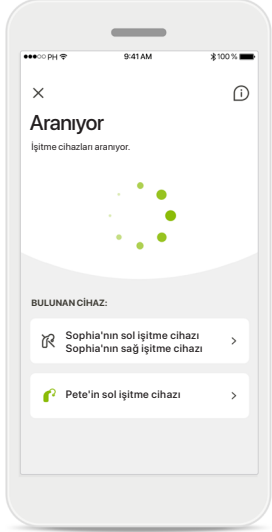 PH 9:41 AM 100 %
Aranıyor
İşitme cihazları aranıyor.
BULUNAN CİHAZ:
Sophia'nın sol işitme cihazı
Sophia'nın sağ işitme cihazı
Pete'in sol işitme cihazı